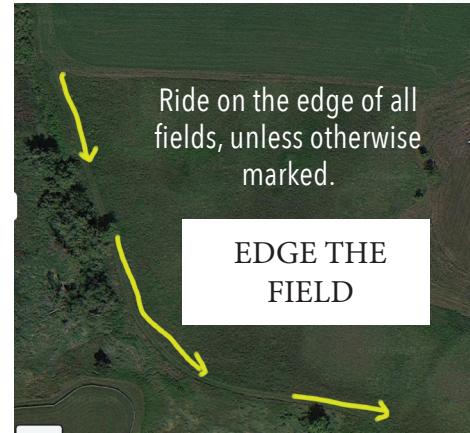 Ride on the edge of all
fields, unless otherwise
marked.
EDGE THE
FIELD